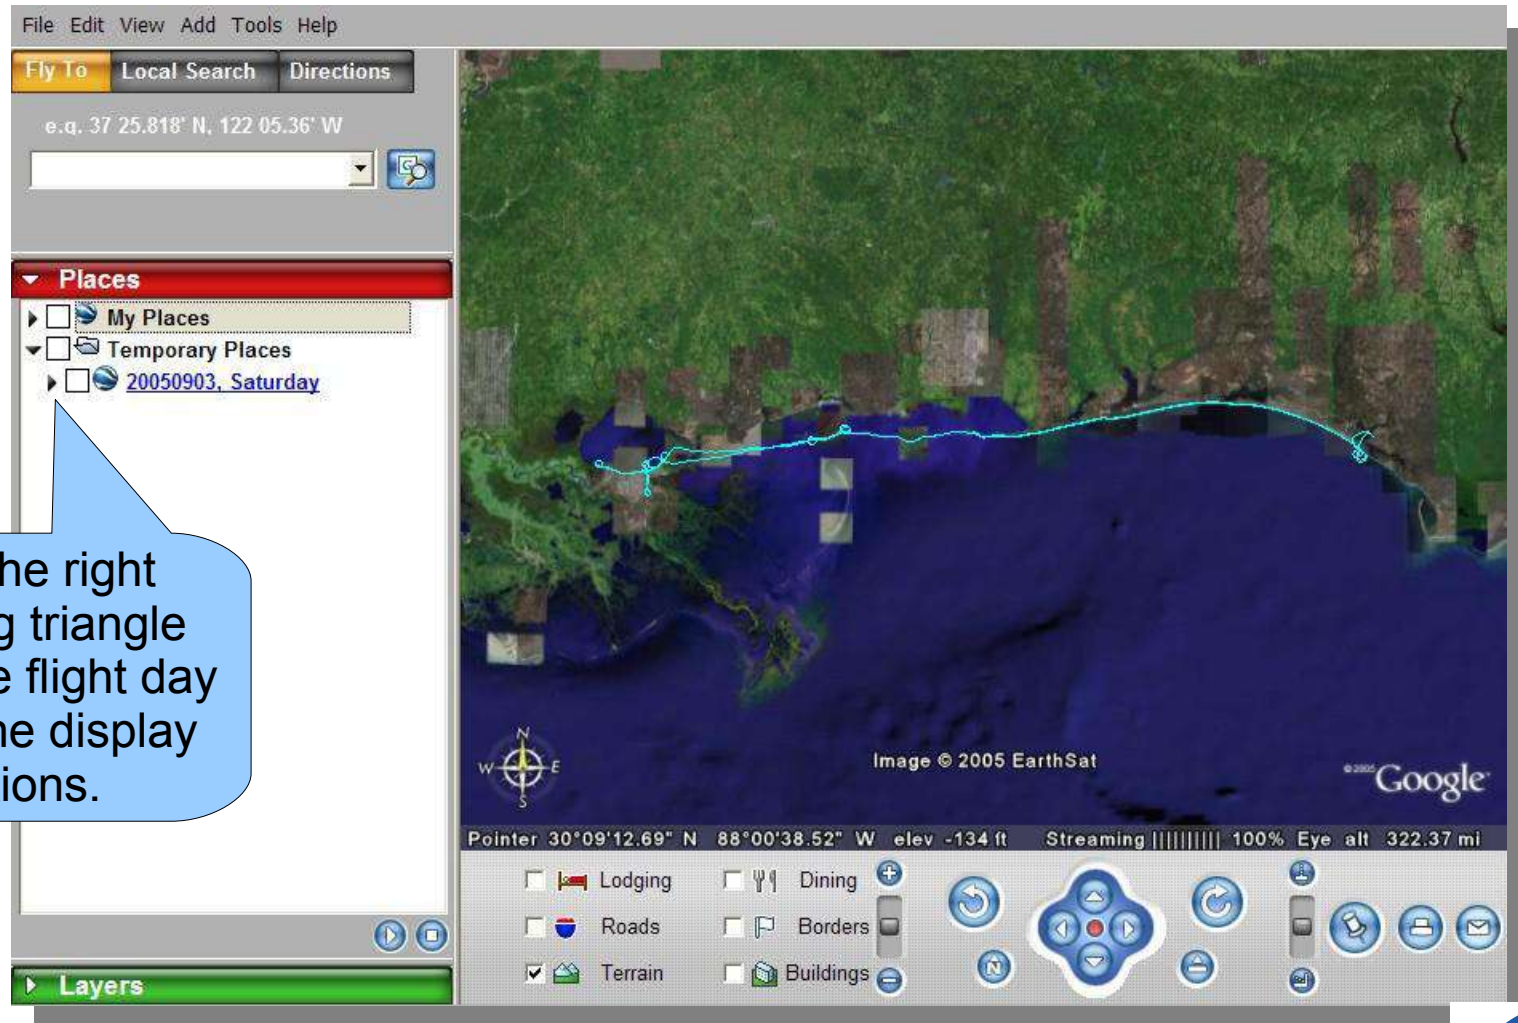 File Edit View Add Tools Help
Fly To Local Search Directions
e.g. 37 25.818' N, 122 05.36' W
Places
My Places
Temporary Places
20050903, Saturday
he right
g triangle
e flight day
he display
ions.
N
W E
S
Image © 2005 EarthSat
©2005 Google
Pointer 30°09'12.69" N 88°00'38.52" W elev -134 ft Streaming |||||||||| 100% Eye alt 322.37 mi
Lodging Dining
Roads Borders
Terrain Buildings
N
Layers